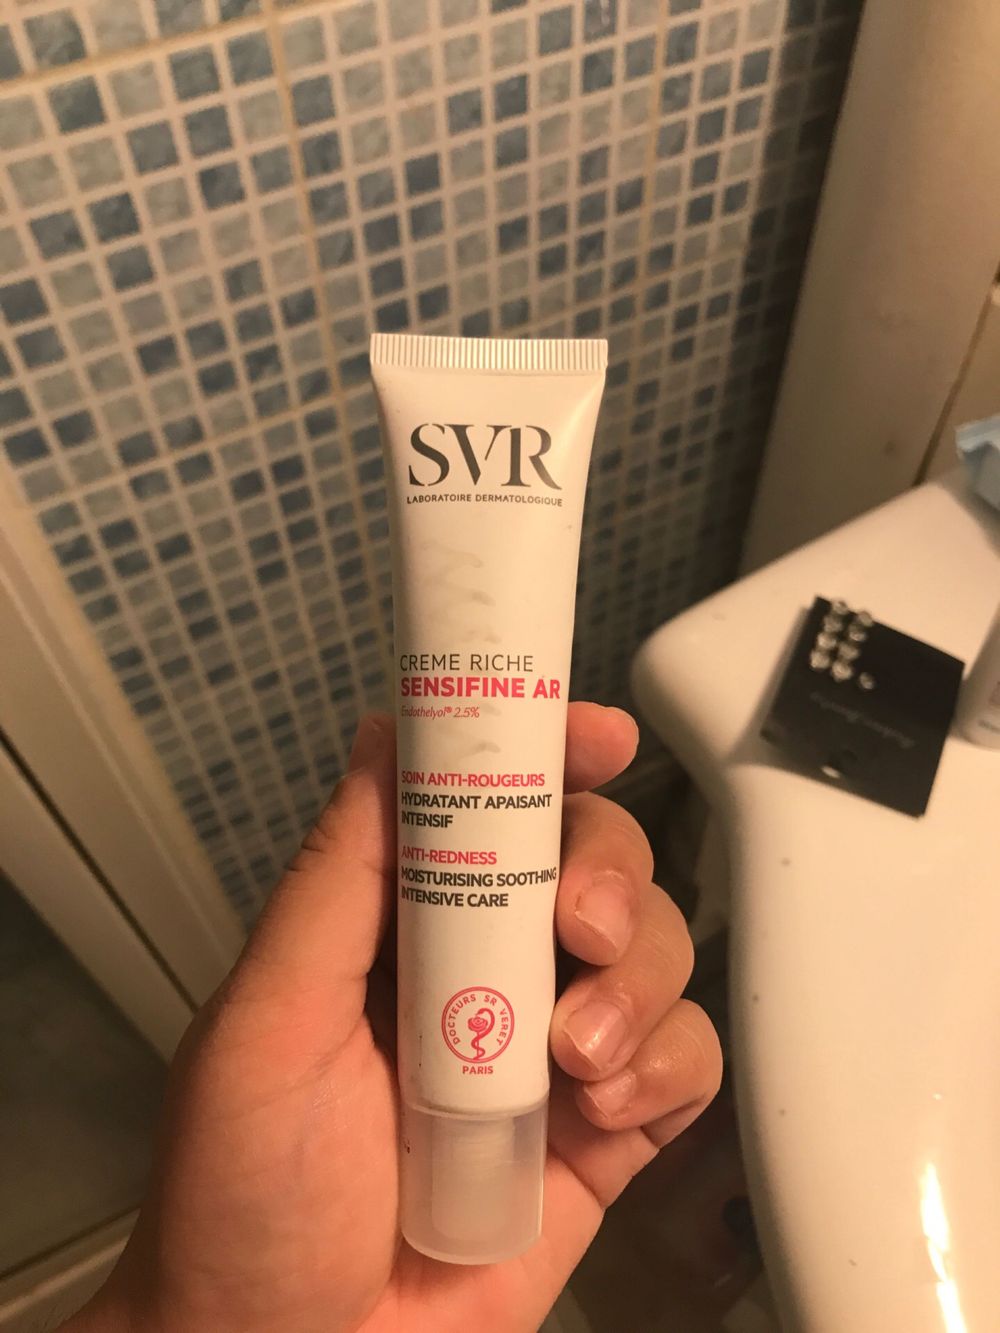 SVR
LABORATOIRE DERMATOLOGIQUE
CREME RICHE
SENSIFINE AR
Endothelyol® 2.5%
SOIN ANTI-ROUGEURS
HYDRATANT APAISANT
INTENSIF
ANTI-REDNESS
MOISTURISING SOOTHING
INTENSIVE CARE
DOCTEURS SR VERET
PARIS